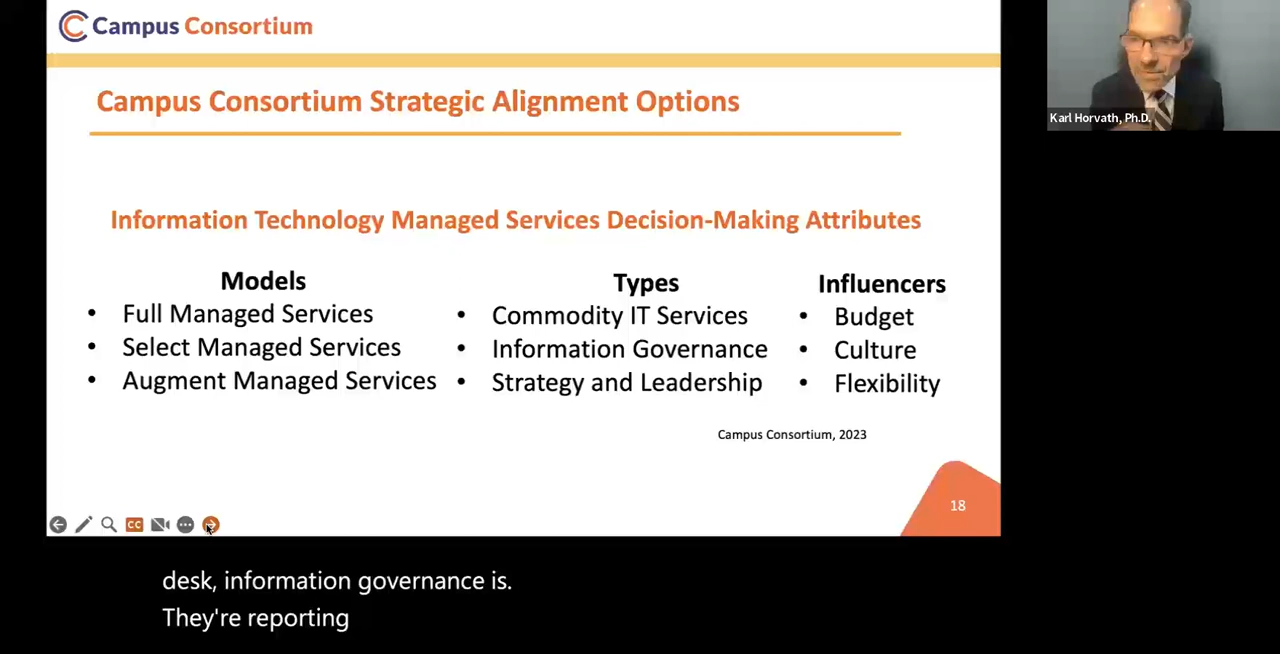 Campus Consortium
Karl Horvath, Ph.D.
Campus Consortium Strategic Alignment Options
Information Technology Managed Services Decision-Making Attributes
Models
• Full Managed Services
• Select Managed Services
• Augment Managed Services
Types
• Commodity IT Services
• Information Governance
• Strategy and Leadership
Influencers
• Budget
• Culture
• Flexibility
Campus Consortium, 2023
18
CC
desk, information governance is.
They're reporting